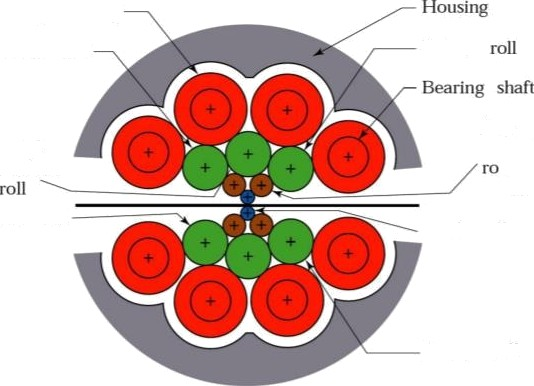 Housing
roll
Bearing shaft
ro
roll